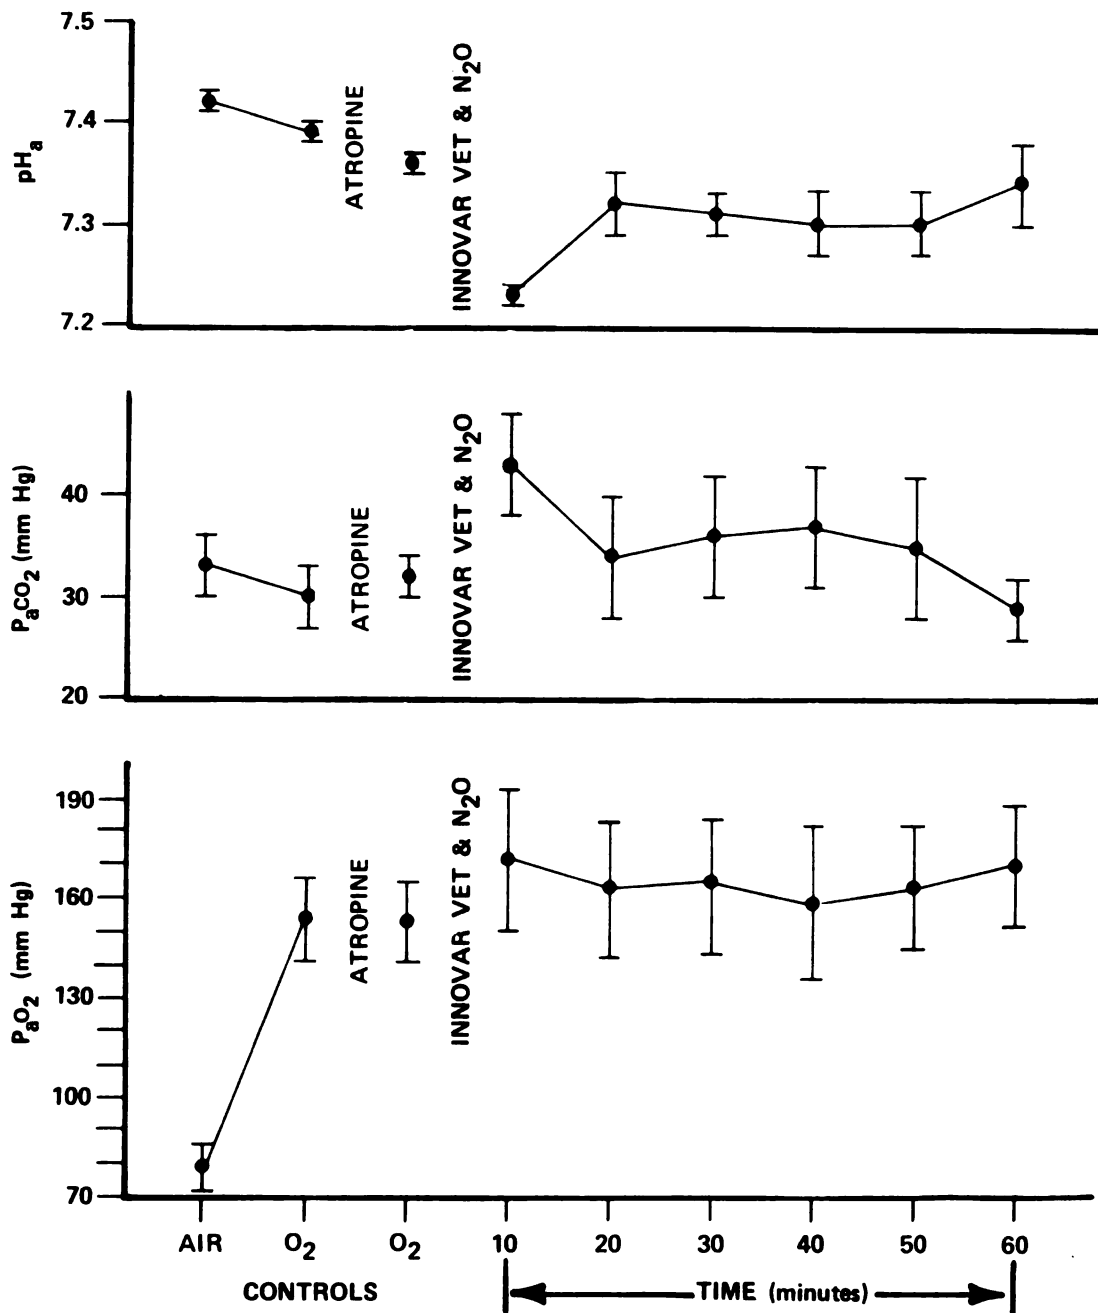 7.5
7.4
7.3
7.2
pHₐ
ATROPINE
INNOVAR VET & N₂O
40
30
20
PₐCO₂ (mm Hg)
ATROPINE
INNOVAR VET & N₂O
190
160
130
100
70
PₐO₂ (mm Hg)
ATROPINE
INNOVAR VET & N₂O
AIR O₂ O₂ 10 20 30 40 50 60
CONTROLS TIME (minutes)